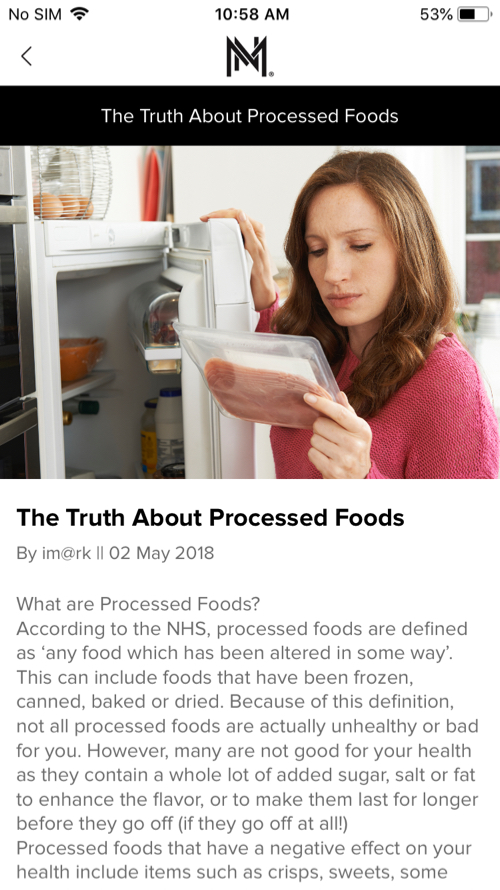 No SIM 10:58 AM 53%
The Truth About Processed Foods
The Truth About Processed Foods
By im@rk || 02 May 2018
What are Processed Foods?
According to the NHS, processed foods are defined
as ‘any food which has been altered in some way’.
This can include foods that have been frozen,
canned, baked or dried. Because of this definition,
not all processed foods are actually unhealthy or bad
for you. However, many are not good for your health
as they contain a whole lot of added sugar, salt or fat
to enhance the flavor, or to make them last for longer
before they go off (if they go off at all!)
Processed foods that have a negative effect on your
health include items such as crisps, sweets, some